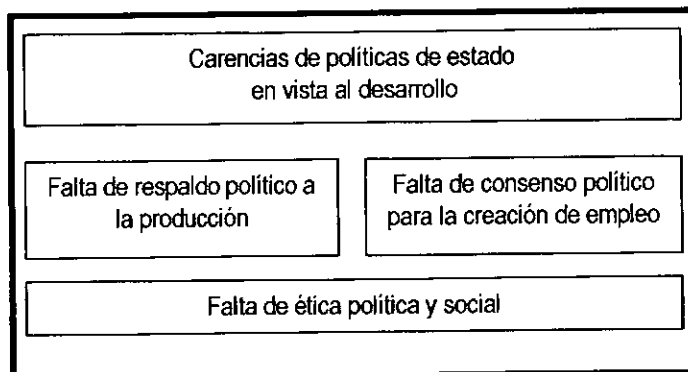 Carencias de políticas de estado
en vista al desarrollo
Falta de respaldo político a
la producción
Falta de consenso político
para la creación de empleo
Falta de ética política y social